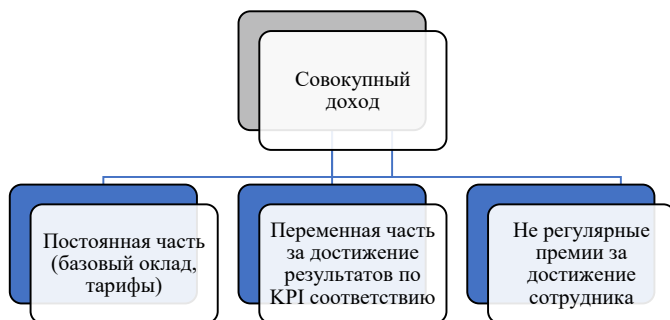 Совокупный
доход
Постоянная часть
(базовый оклад,
тарифы)
Переменная часть
за достижение
результатов по
KPI соответствию
Не регулярные
премии за
достижение
сотрудника